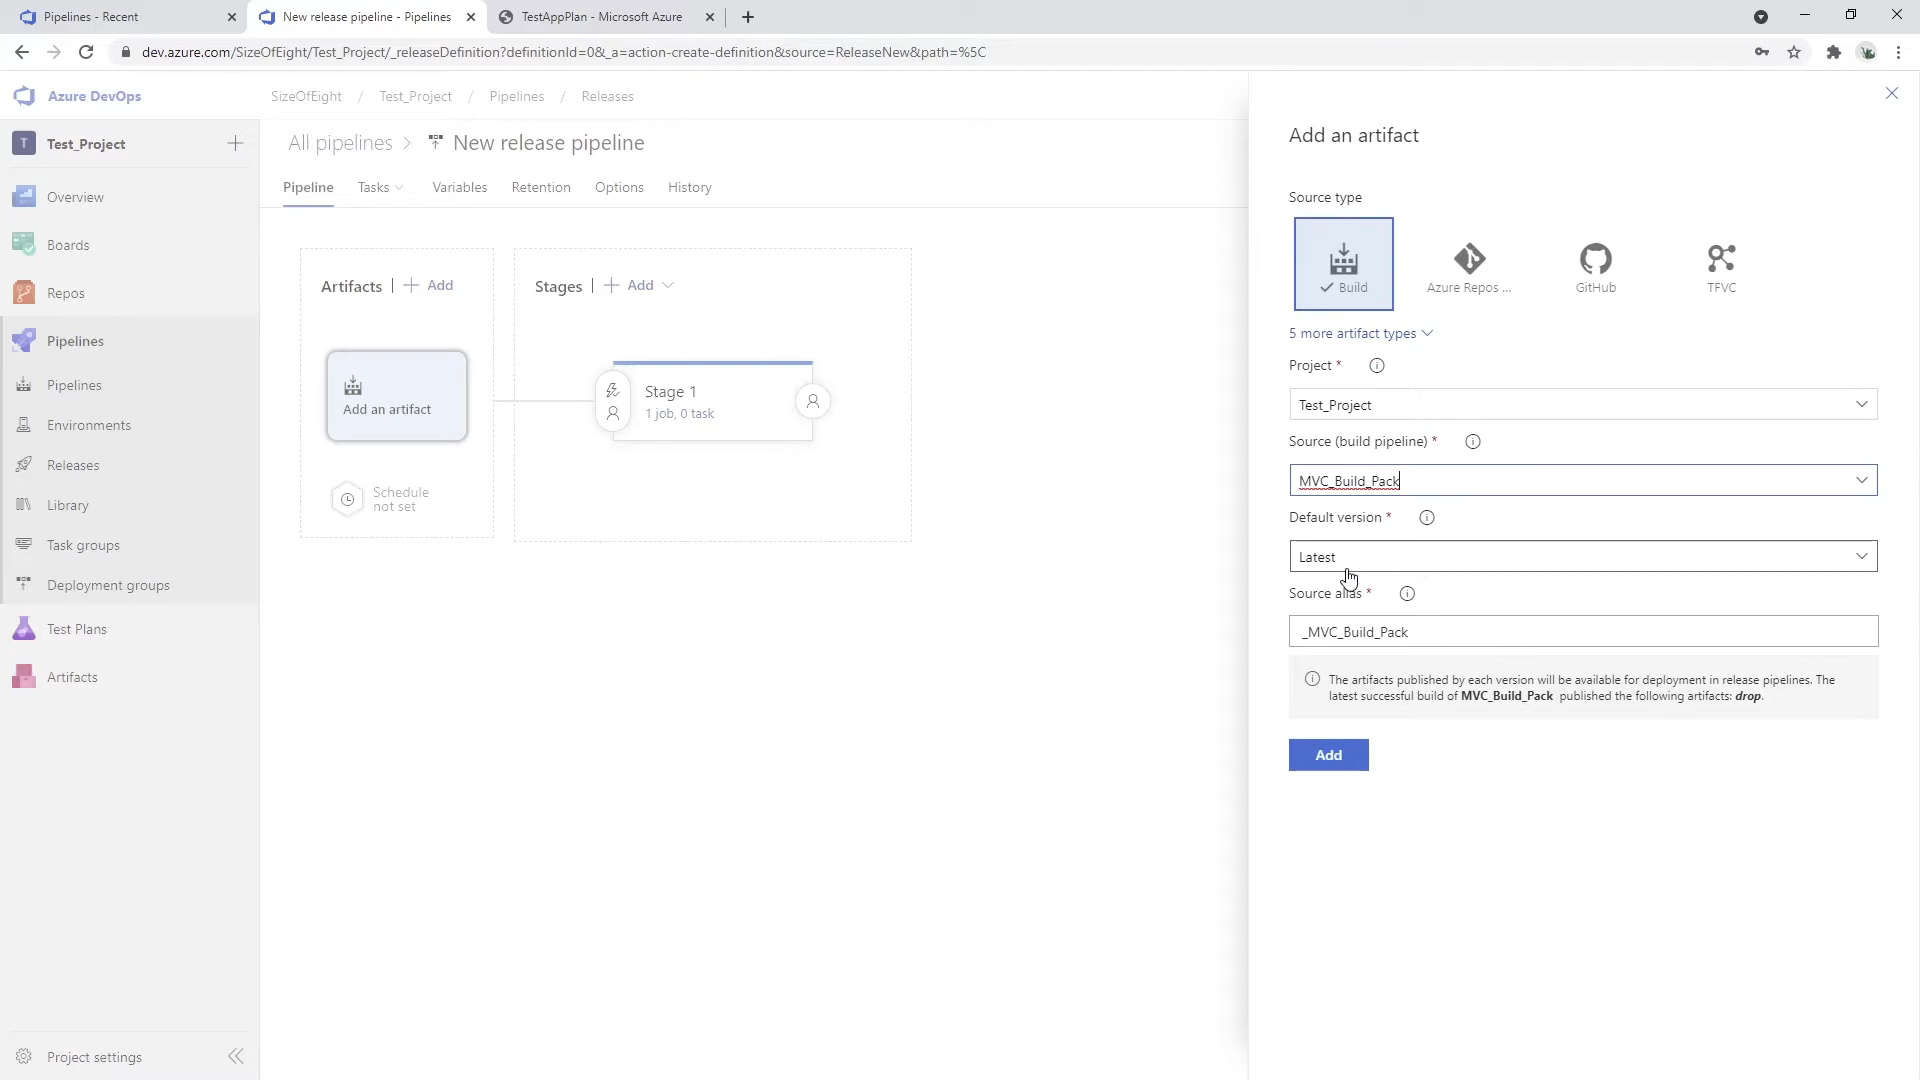 Pipelines - Recent
New release pipeline - Pipelines
TestAppPlan - Microsoft Azure
dev.azure.com/SizeOfEight/Test_Project/_releaseDefinition?definitionId=0&_a=action-create-definition&source=ReleaseNew&path=%5C
Azure DevOps
SizeOfEight / Test_Project / Pipelines / Releases
T Test_Project
All pipelines > New release pipeline
Pipeline Tasks Variables Retention Options History
Overview
Boards
Repos
Pipelines
Pipelines
Environments
Releases
Library
Task groups
Deployment groups
Test Plans
Artifacts
Project settings
Artifacts | + Add
Add an artifact
Schedule
not set
Stages | + Add
Stage 1
1 job, 0 task
Add an artifact
Source type
Build
Azure Repos ...
GitHub
TFVC
5 more artifact types
Project *
Test_Project
Source (build pipeline) *
MVC_Build_Pack
Default version *
Latest
Source alias *
_MVC_Build_Pack
The artifacts published by each version will be available for deployment in release pipelines. The
latest successful build of MVC_Build_Pack published the following artifacts: drop.
Add